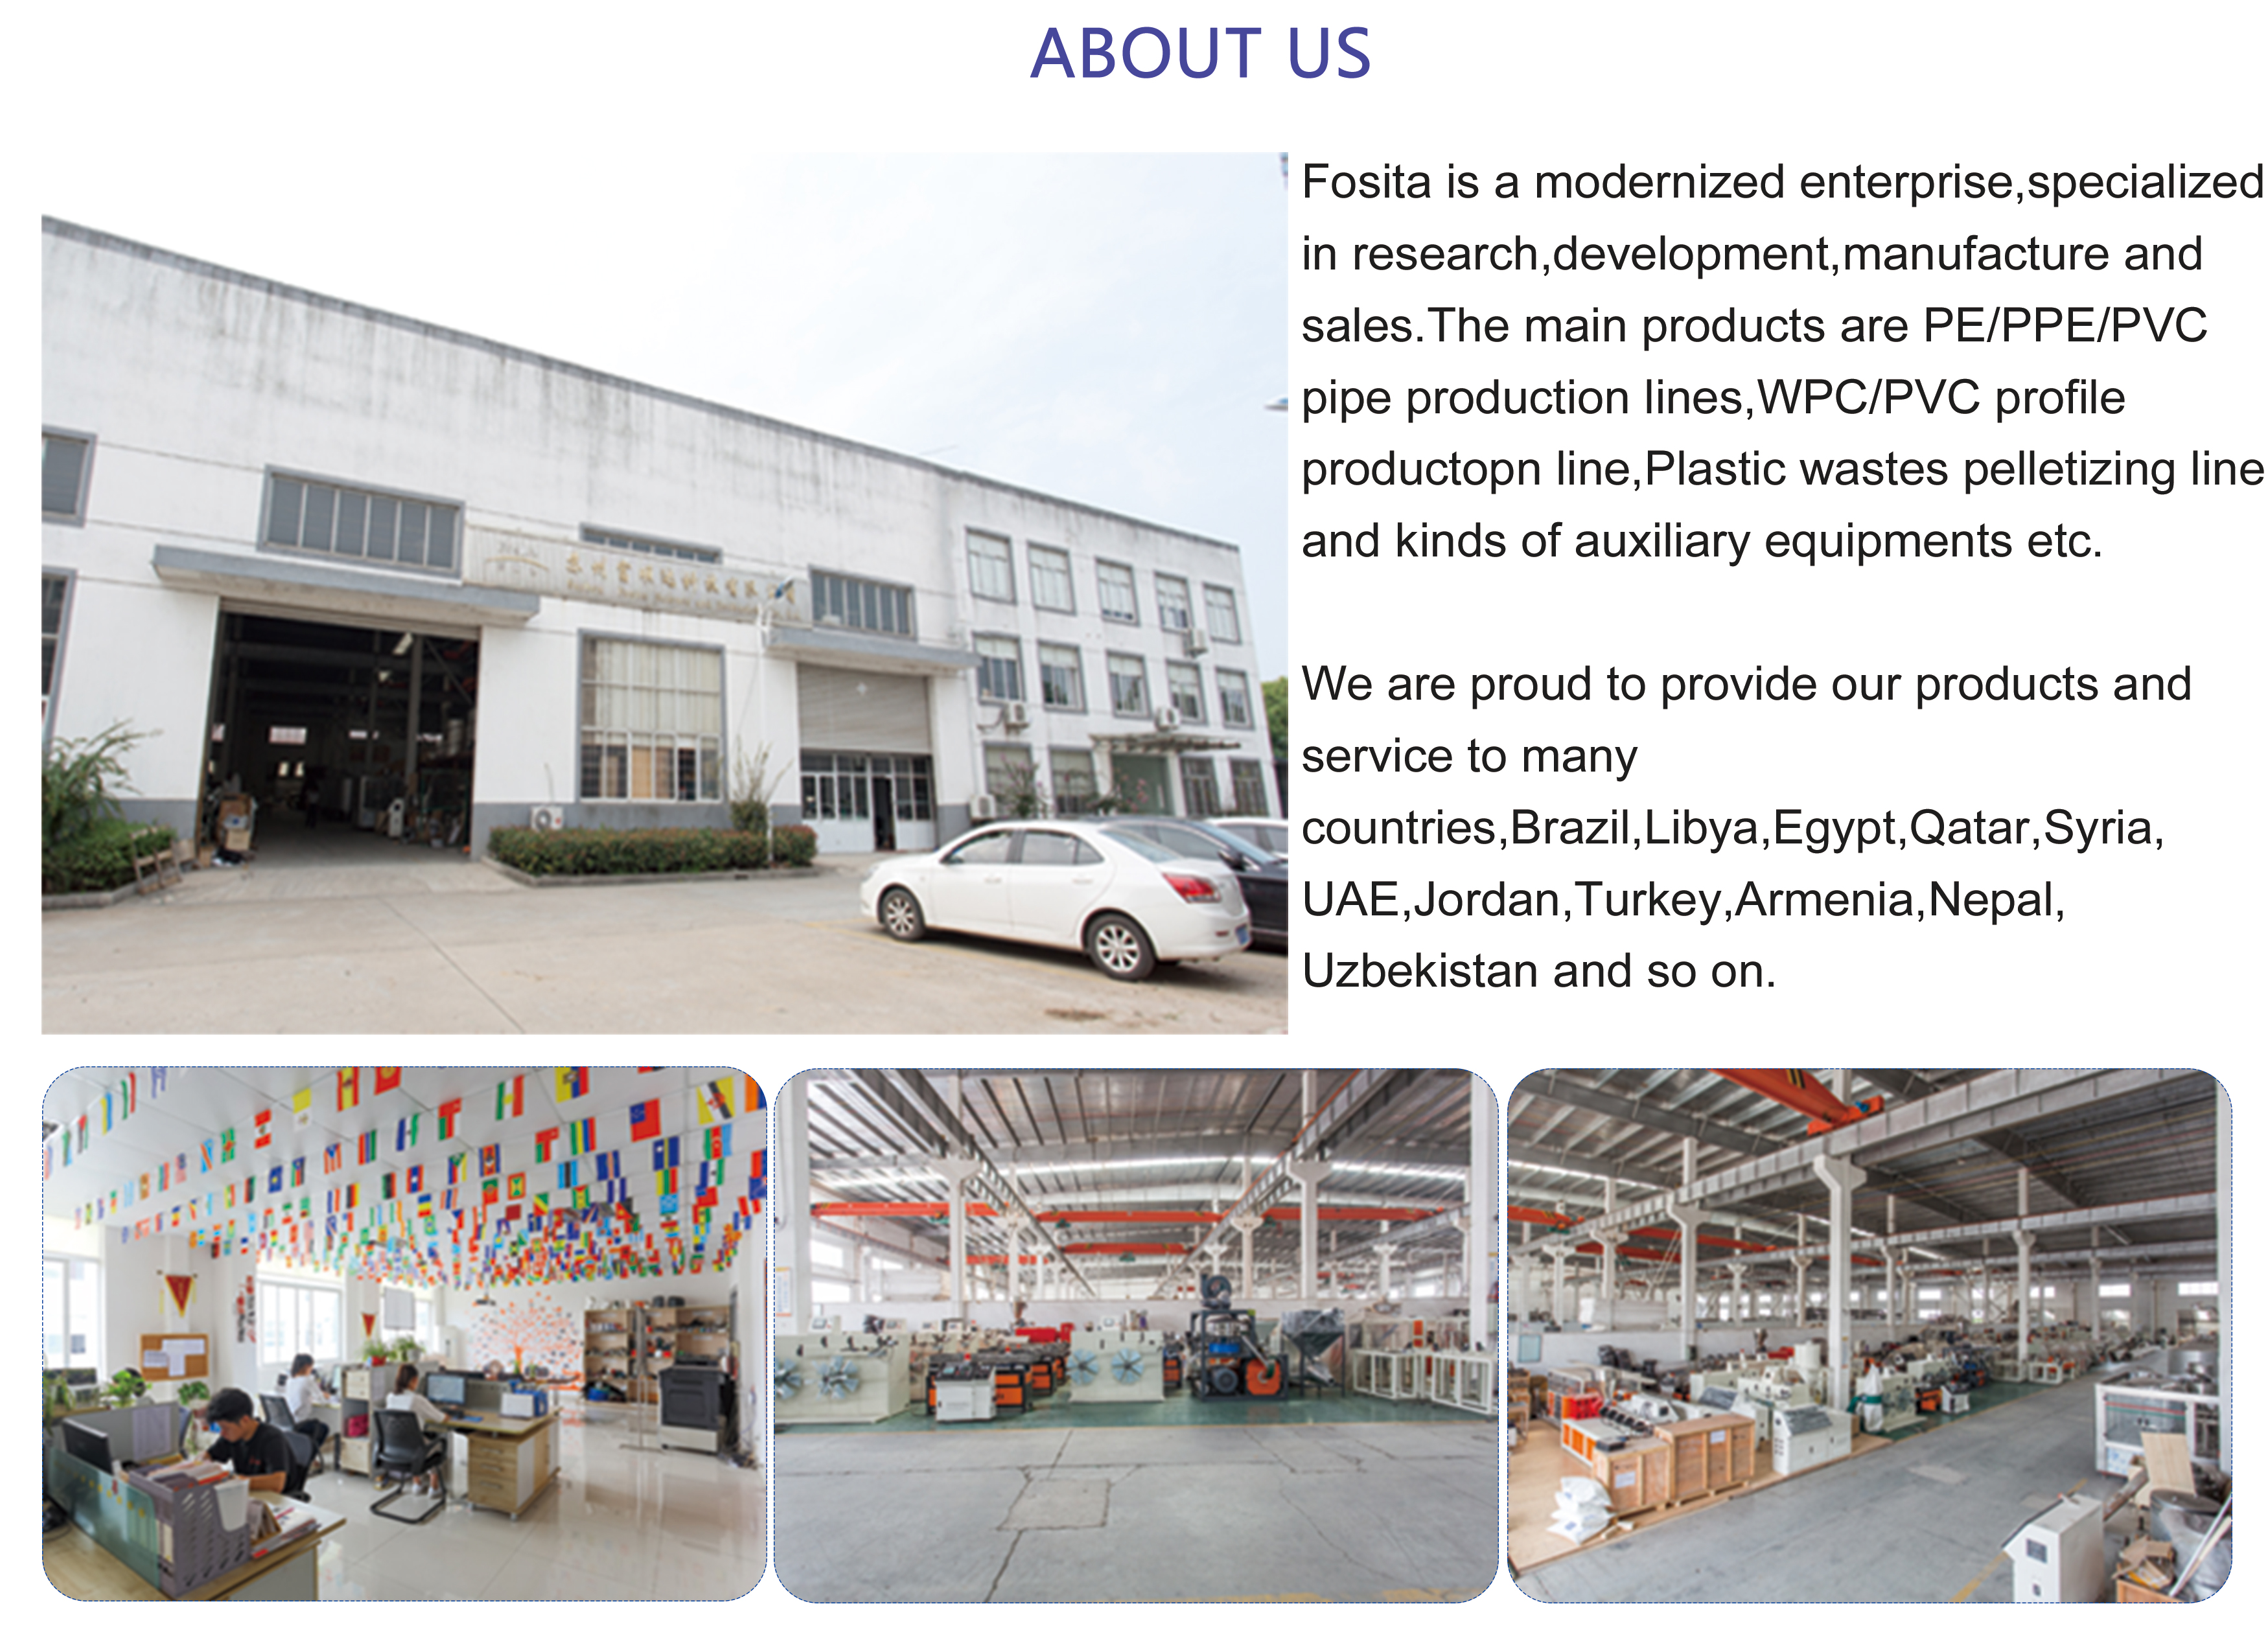 ABOUT US
Fosita is a modernized enterprise,specialized
in research,development,manufacture and
sales.The main products are PE/PPE/PVC
pipe production lines,WPC/PVC profile
productopn line,Plastic wastes pelletizing line
and kinds of auxiliary equipments etc.
We are proud to provide our products and
service to many
countries,Brazil,Libya,Egypt,Qatar,Syria,
UAE,Jordan,Turkey,Armenia,Nepal,
Uzbekistan and so on.